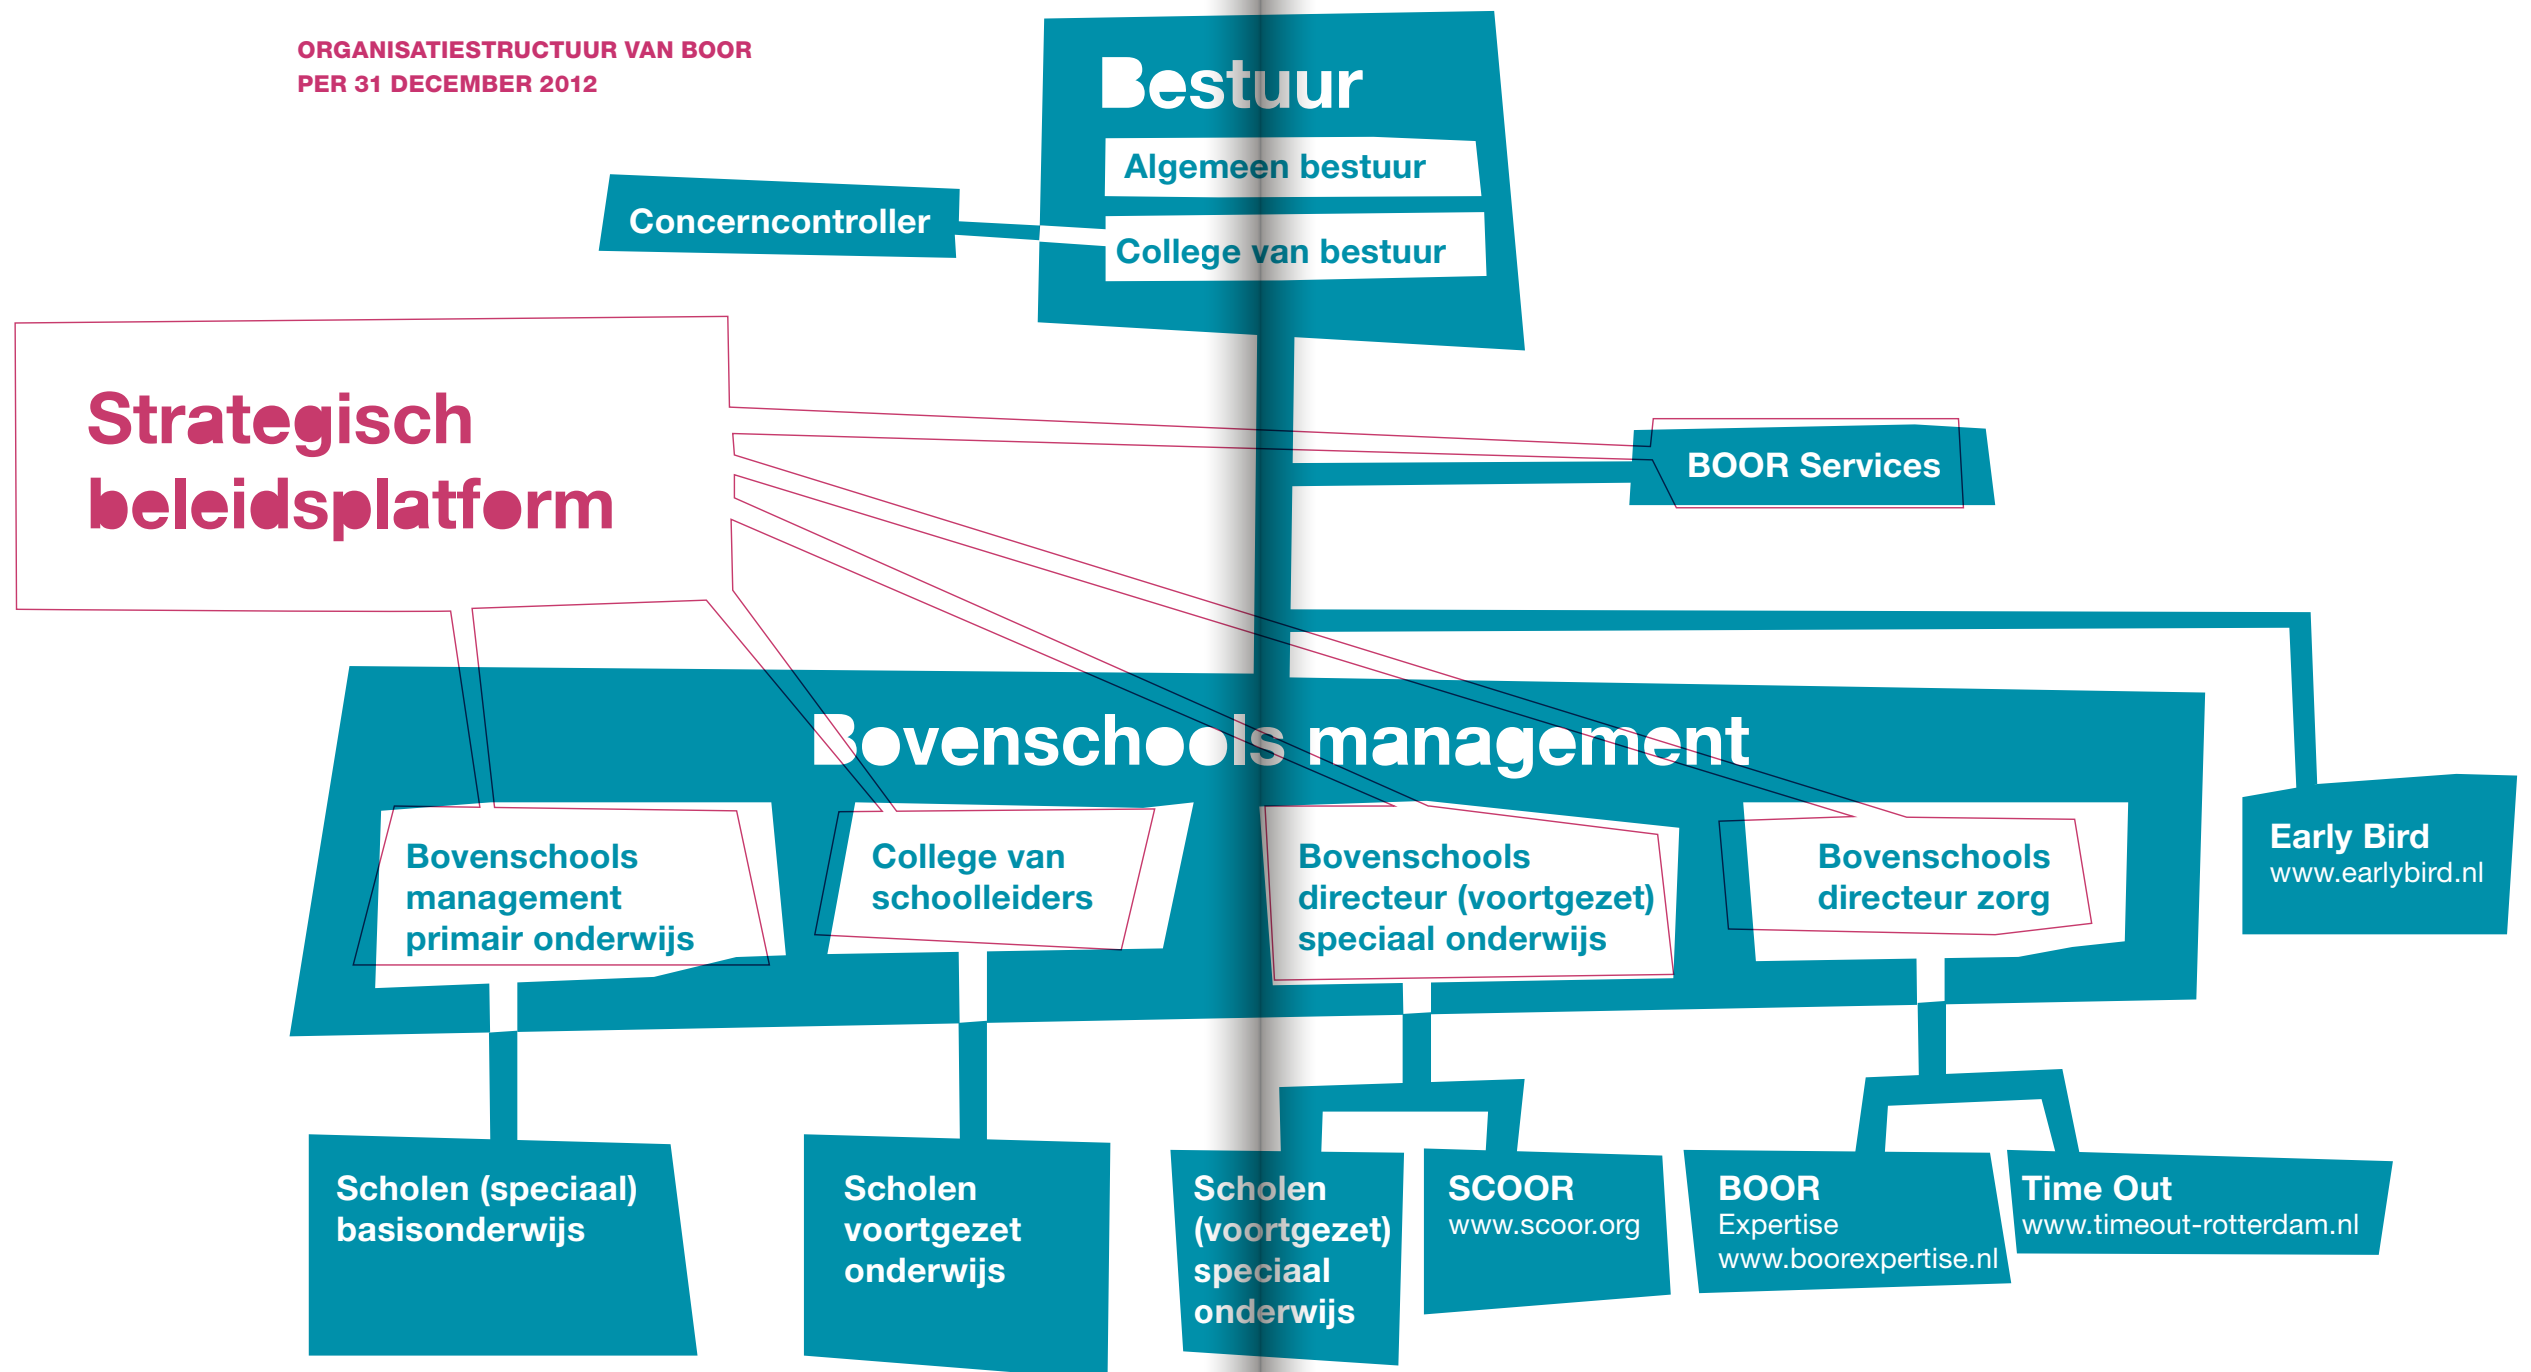 ORGANISATIESTRUCTUUR VAN BOOR
PER 31 DECEMBER 2012
Bestuur
Algemeen bestuur
Concerncontroller
College van bestuur
Strategisch
beleidsplatform
BOOR Services
Bovenschools management
Bovenschools
management
primair onderwijs
College van
schoolleiders
Bovenschools
directeur (voortgezet)
speciaal onderwijs
Bovenschools
directeur zorg
Early Bird
www.earlybird.nl
Scholen (speciaal)
basisonderwijs
Scholen
voortgezet
onderwijs
Scholen
(voortgezet)
speciaal
onderwijs
SCOOR
www.scoor.org
BOOR
Expertise
www.boorexpertise.nl
Time Out
www.timeout-rotterdam.nl